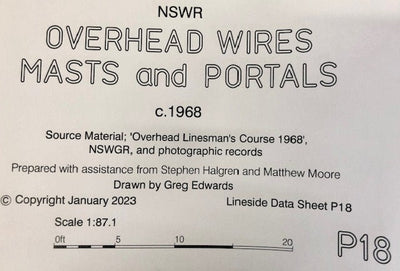 NSWR
OVERHEAD WIRES
MASTS and PORTALS
c.1968
Source Material; 'Overhead Linesman's Course 1968',
NSWGR, and photographic records
Prepared with assistance from Stephen Halgren and Matthew Moore
Drawn by Greg Edwards
© Copyright January 2023 Lineside Data Sheet P18
Scale 1:87.1
0ft 5 10 20
P18